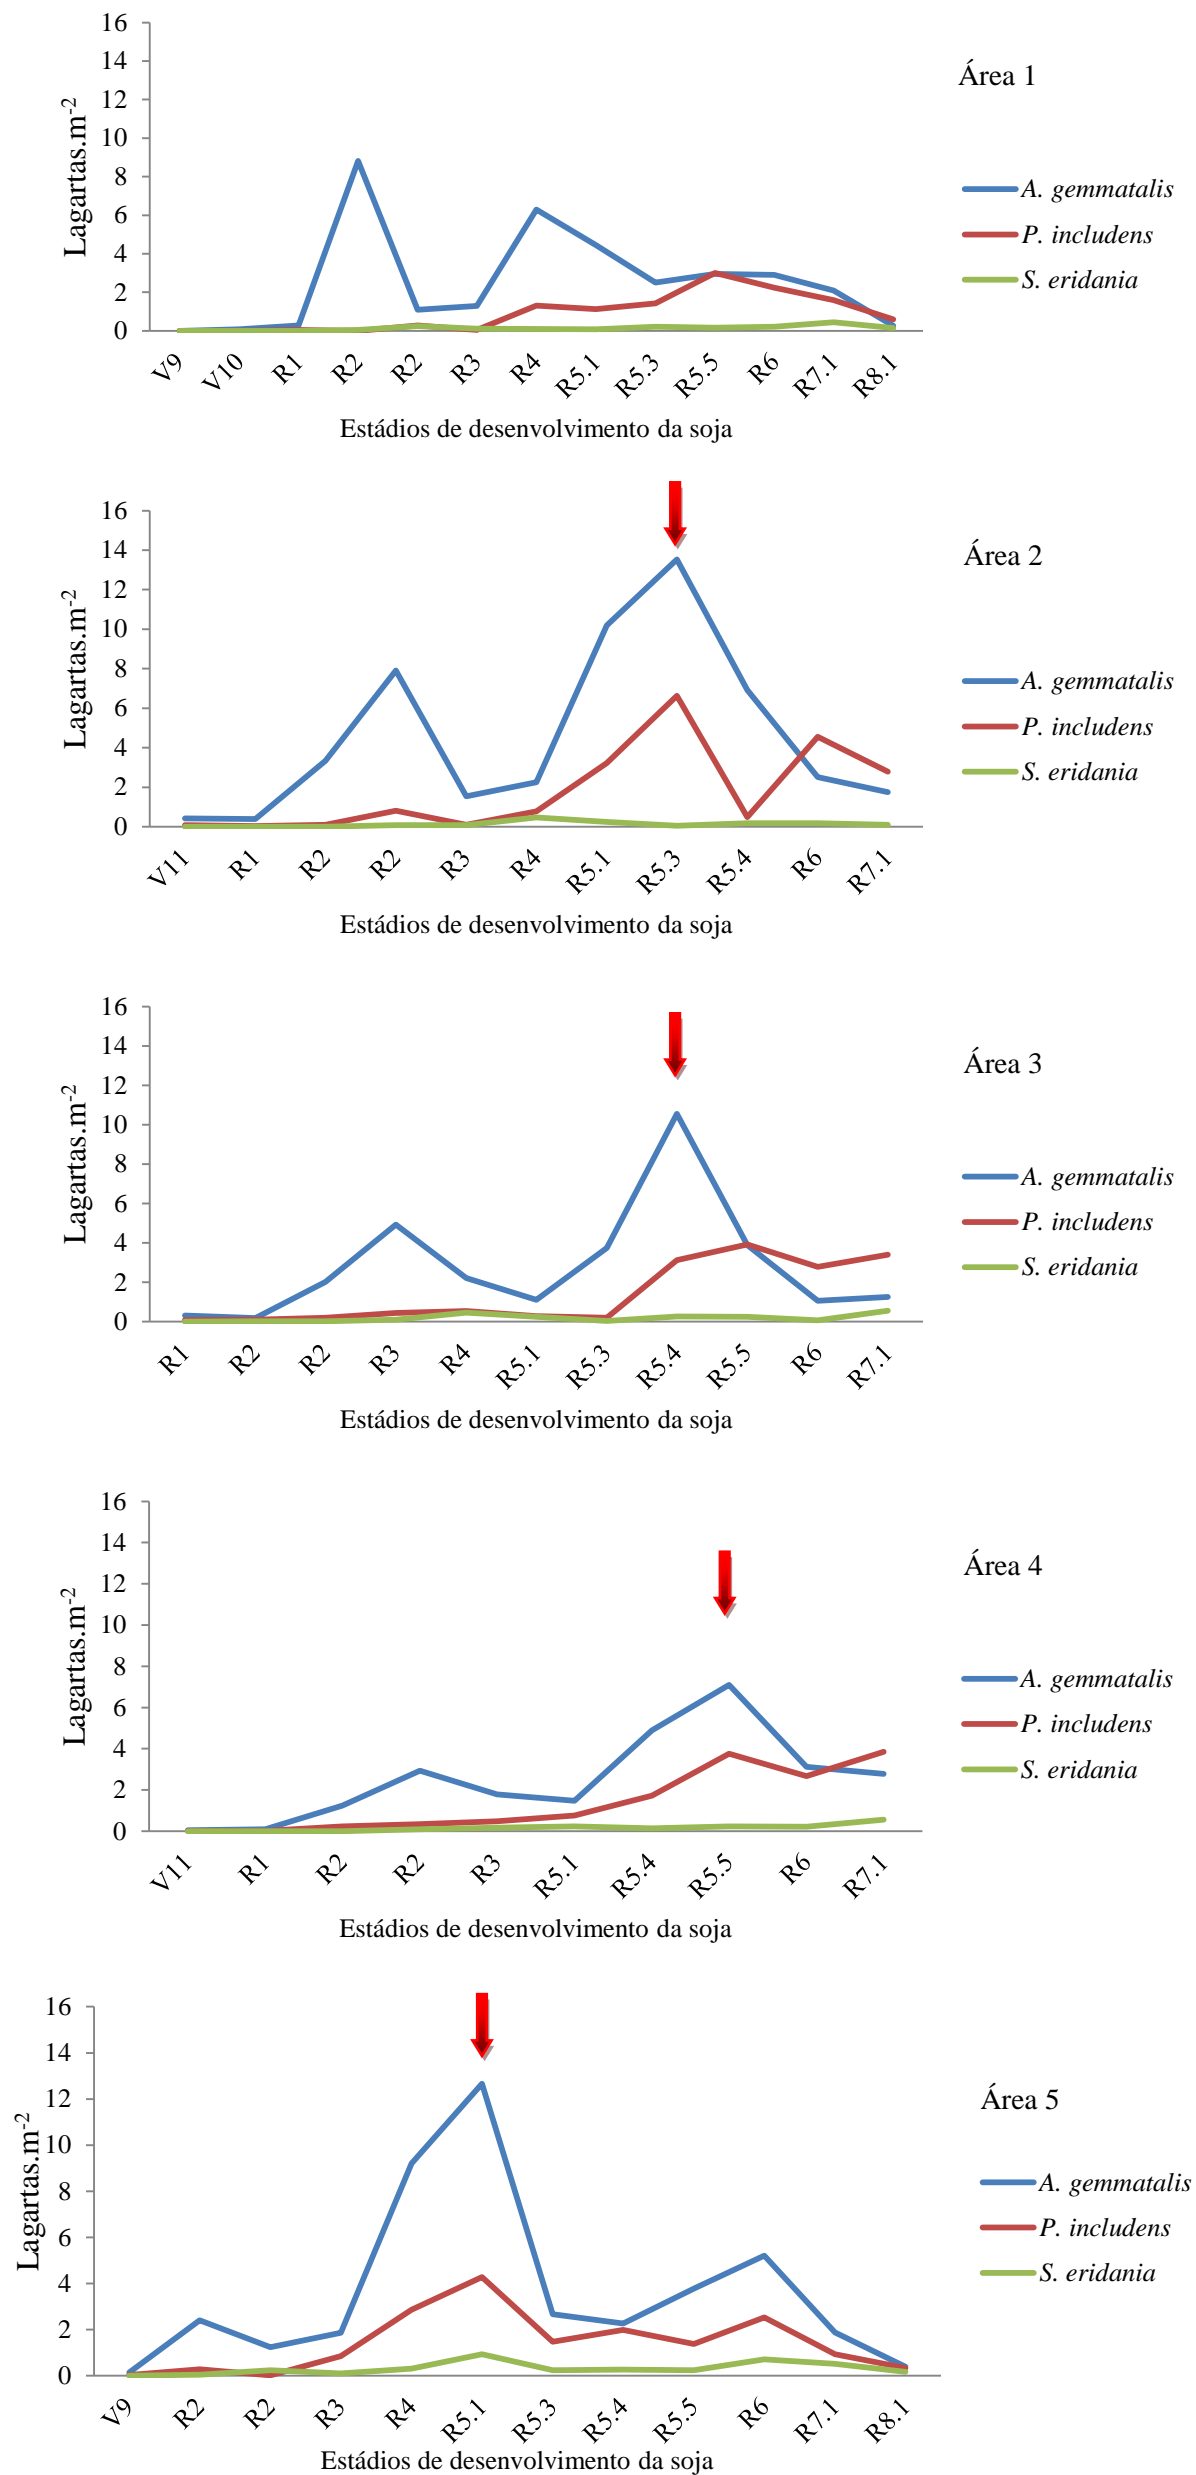 16
14
12
10
8
6
4
2
0
Lagartas.m-2
Área 1
A. gemmatalis
P. includens
S. eridania
V9 V10 R1 R2 R2 R3 R4 R5.1 R5.3 R5.5 R6 R7.1 R8.1
Estádios de desenvolvimento da soja
16
14
12
10
8
6
4
2
0
Lagartas.m-2
Área 2
A. gemmatalis
P. includens
S. eridania
V11 R1 R2 R2 R3 R4 R5.1 R5.3 R5.4 R6 R7.1
Estádios de desenvolvimento da soja
16
14
12
10
8
6
4
2
0
Lagartas.m-2
Área 3
A. gemmatalis
P. includens
S. eridania
R1 R2 R2 R3 R4 R5.1 R5.3 R5.4 R5.5 R6 R7.1
Estádios de desenvolvimento da soja
16
14
12
10
8
6
4
2
0
Lagartas.m-2
Área 4
A. gemmatalis
P. includens
S. eridania
V11 R1 R2 R2 R3 R5.1 R5.4 R5.5 R6 R7.1
Estádios de desenvolvimento da soja
16
14
12
10
8
6
4
2
0
Lagartas.m-2
Área 5
A. gemmatalis
P. includens
S. eridania
V9 R2 R2 R3 R4 R5.1 R5.3 R5.4 R5.5 R6 R7.1 R8.1
Estádios de desenvolvimento da soja